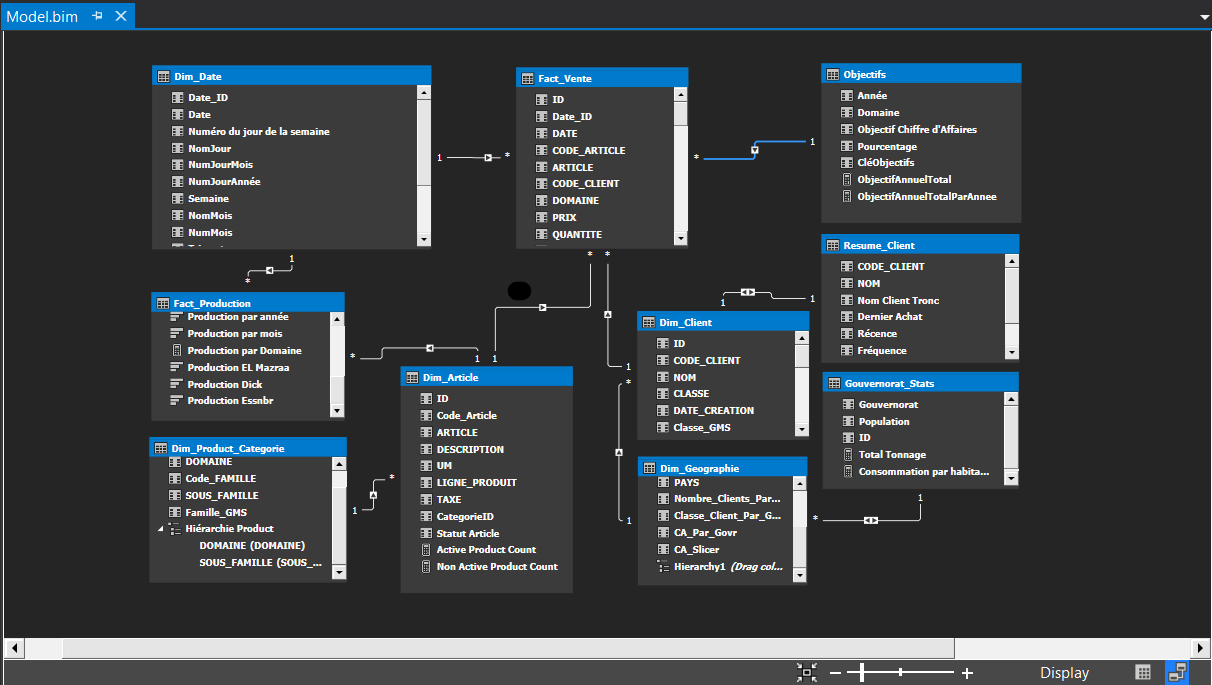 Model.bim
Dim_Date
Date_ID
Date
Numéro du jour de la semaine
NomJour
NumJourMois
NumJourAnnée
Semaine
NomMois
NumMois
Fact_Vente
ID
Date_ID
DATE
CODE_ARTICLE
ARTICLE
CODE_CLIENT
DOMAINE
PRIX
QUANTITE
Objectifs
Année
Domaine
Objectif Chiffre d'Affaires
Pourcentage
CléObjectifs
ObjectifAnnuelTotal
ObjectifAnnuelTotalParAnnee
1
*
*
1
1
*
*
*
Resume_Client
CODE_CLIENT
NOM
Nom Client Tronc
Dernier Achat
Récence
Fréquence
Fact_Production
Production par année
Production par mois
Production par Domaine
Production EL Mazraa
Production Dick
Production Essnbr
1
1
*
1
1
Dim_Client
ID
CODE_CLIENT
NOM
CLASSE
DATE_CREATION
Classe_GMS
1
*
Dim_Article
ID
Code_Article
ARTICLE
DESCRIPTION
UM
LIGNE_PRODUIT
TAXE
CategorieID
Statut Article
Active Product Count
Non Active Product Count
Gouvernorat_Stats
Gouvernorat
Population
ID
Total Tonnage
Consommation par habita...
Dim_Product_Categorie
DOMAINE
Code_FAMILLE
SOUS_FAMILLE
Famille_GMS
Hiérarchie Product
DOMAINE (DOMAINE)
SOUS_FAMILLE (SOUS_...
*
1
Dim_Geographie
PAYS
Nombre_Clients_Par...
Classe_Client_Par_G...
CA_Par_Govr
CA_Slicer
Hierarchy1 (Drag col...
1
*
1
Display